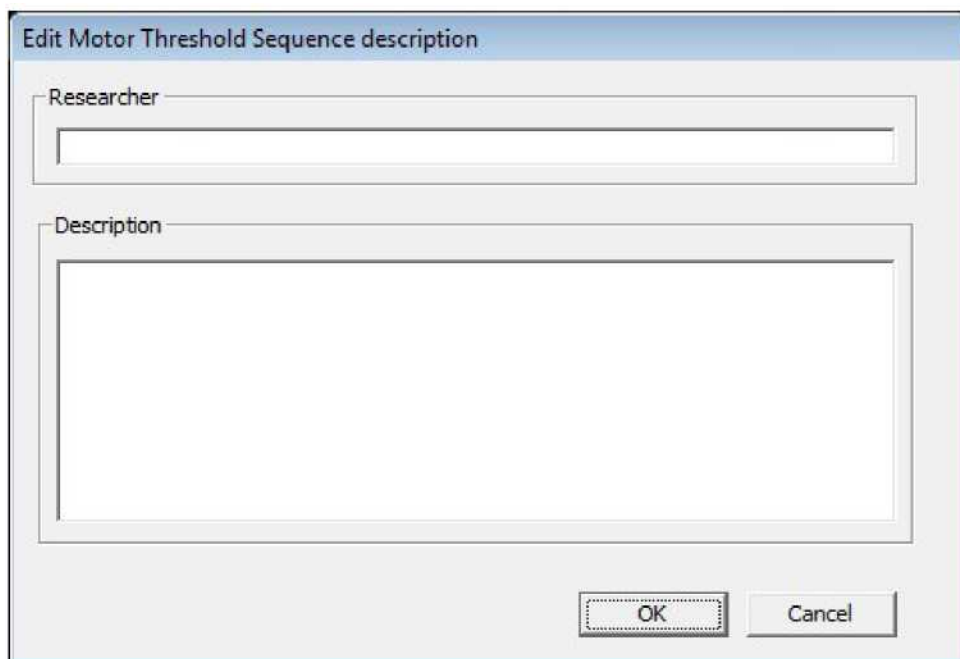 Edit Motor Threshold Sequence description
Researcher
Description
OK
Cancel